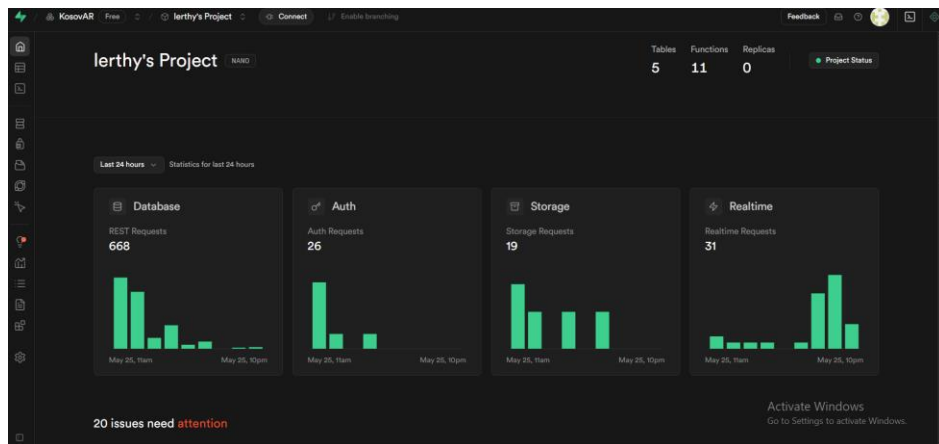 KosovAR Free lerthy's Project Connect Enable branching Feedback
lerthy's Project NANO
Tables Functions Replicas
5 11 0
Project Status
Last 24 hours Statistics for last 24 hours
Database
REST Requests
668
May 25, 11am May 25, 10pm
Auth
Auth Requests
26
May 25, 11am May 25, 10pm
Storage
Storage Requests
19
May 25, 11am May 25, 10pm
Realtime
Realtime Requests
31
May 25, 11am May 25, 10pm
20 issues need attention
Activate Windows
Go to Settings to activate Windows.